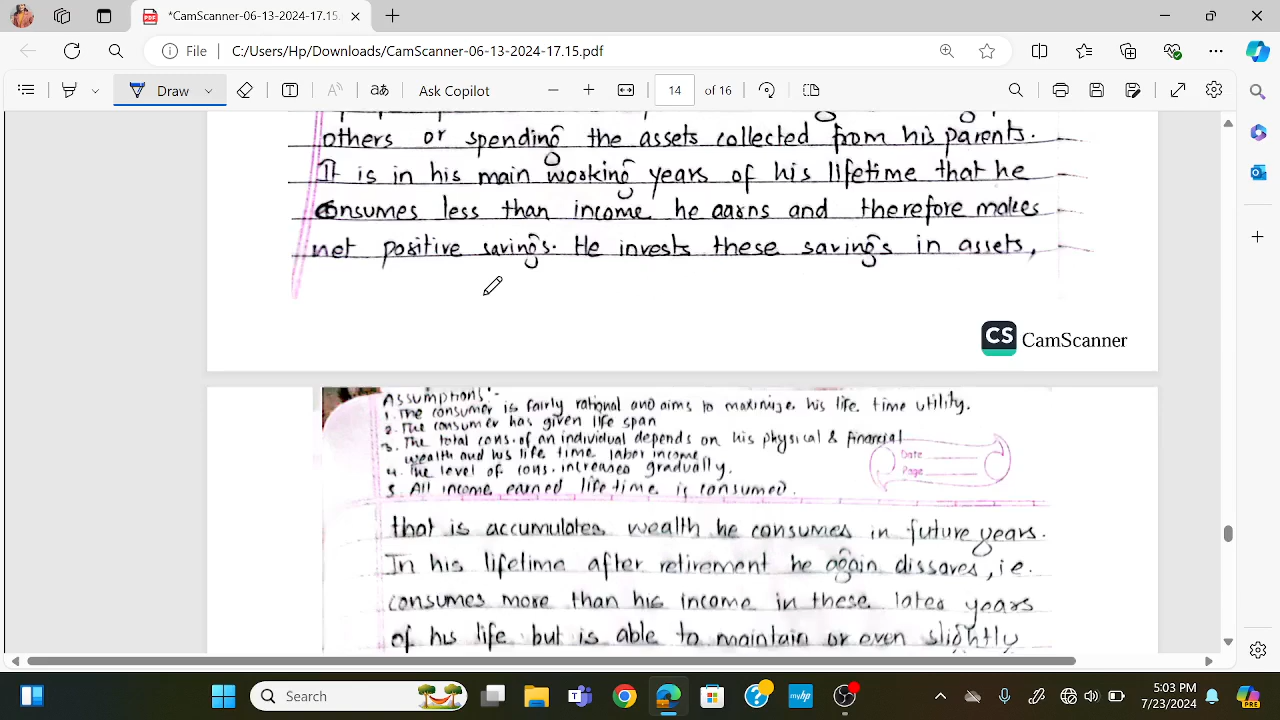 *CamScanner-06-13-2024-17.15.
File C:/Users/Hp/Downloads/CamScanner-06-13-2024-17.15.pdf
Draw Ask Copilot 14 of 16
others or spending the assets collected from his parents.
It is in his main working years of his lifetime that he
consumes less than income he earns and therefore makes
net positive savings. He invests these savings in assets,
CS CamScanner
Assumptions:-
1. The consumer is fairly rational and aims to maximize his life time utility.
2. The consumer has given life span
3. The total cons. of an individual depends on his physical & financial
wealth and his life time labor income
4. The level of cons. increased gradually.
5. All income earned life time is consumed.
Date
Page
that is accumulates wealth he consumes in future years.
In his lifetime after retirement he again dissaves, i.e.
consumes more than his income in these later years
of his life but is able to maintain or even slightly
Search
5:03 PM
7/23/2024